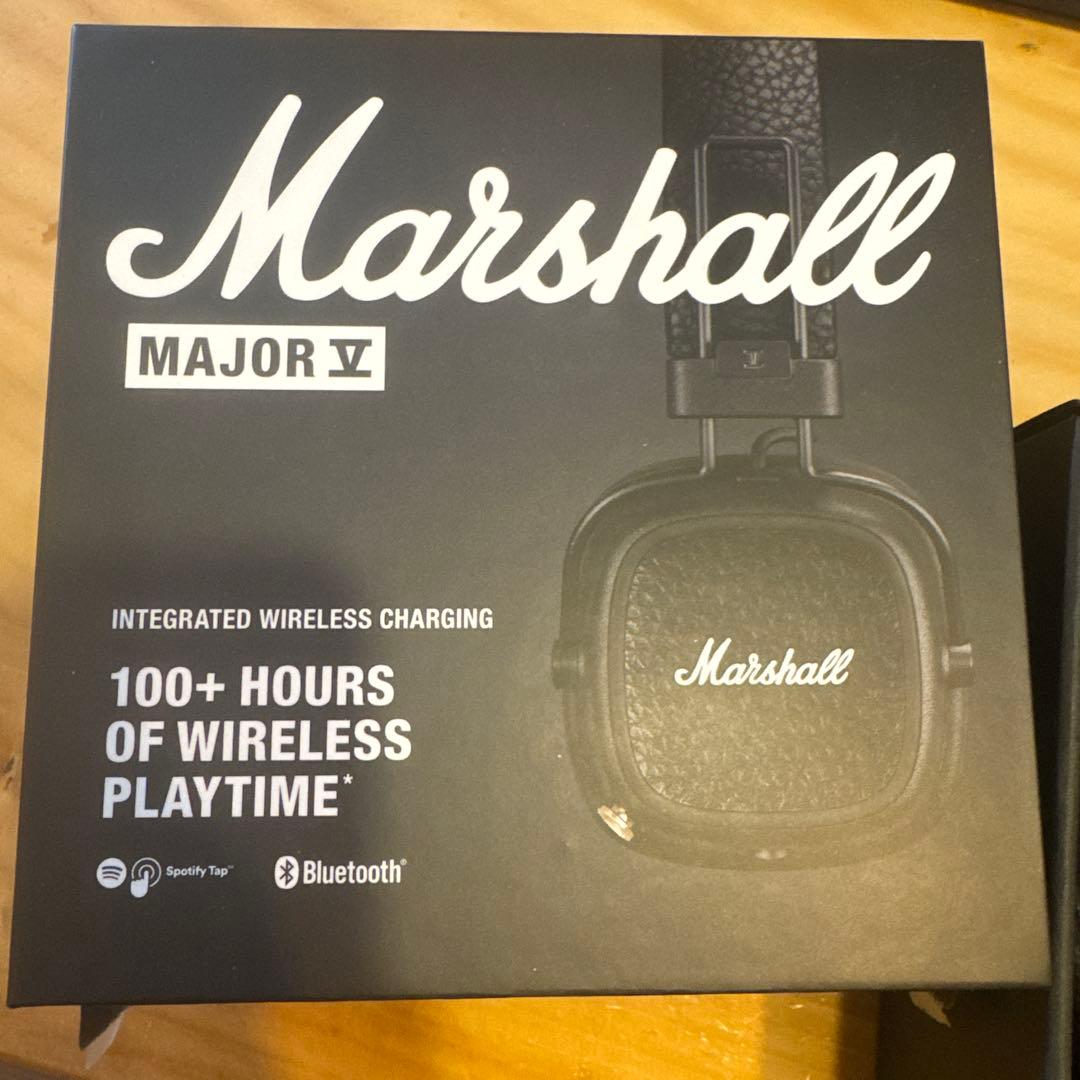 Marshall
MAJOR V
INTEGRATED WIRELESS CHARGING
100+ HOURS
OF WIRELESS
PLAYTIME*
Spotify Tap™
Bluetooth®
Marshall